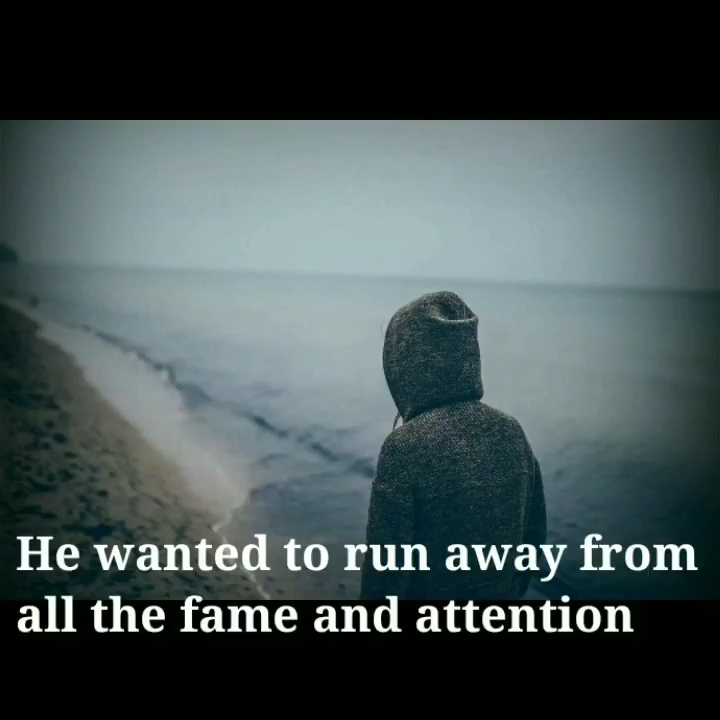 He wanted to run away from
all the fame and attention